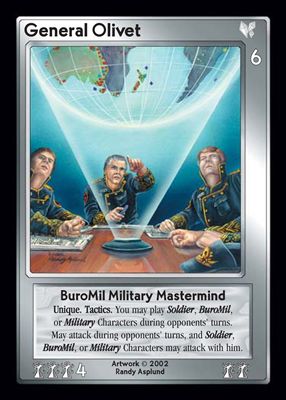 General Olivet
6
Randy Asplund
BuroMil Military Mastermind
Unique. Tactics. You may play Soldier, BuroMil,
or Military Characters during opponents' turns.
May attack during opponents' turns, and Soldier,
BuroMil, or Military Characters may attack with him.
4
Artwork © 2002
Randy Asplund